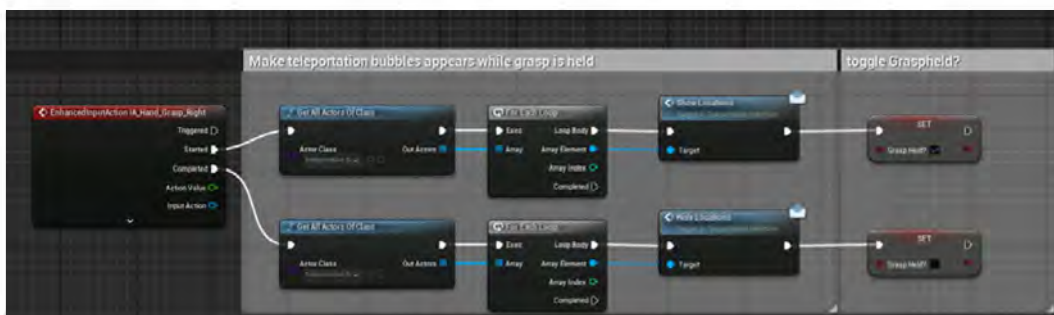 Make teleportation bubbles appears while grasp is held
toggle Graspheld?
EnhancedInputAction IA_Hand_Grasp_Right
Triggered
Started
Completed
Action Value
Input Action
Get All Actors Of Class
Actor Class
Out Actors
For Each Loop
Exec
Loop Body
Array
Array Element
Array Index
Completed
Show Locations
Target
SET
Grasp Held?
Get All Actors Of Class
Actor Class
Out Actors
For Each Loop
Exec
Loop Body
Array
Array Element
Array Index
Completed
Hide Locations
Target
SET
Grasp Held?